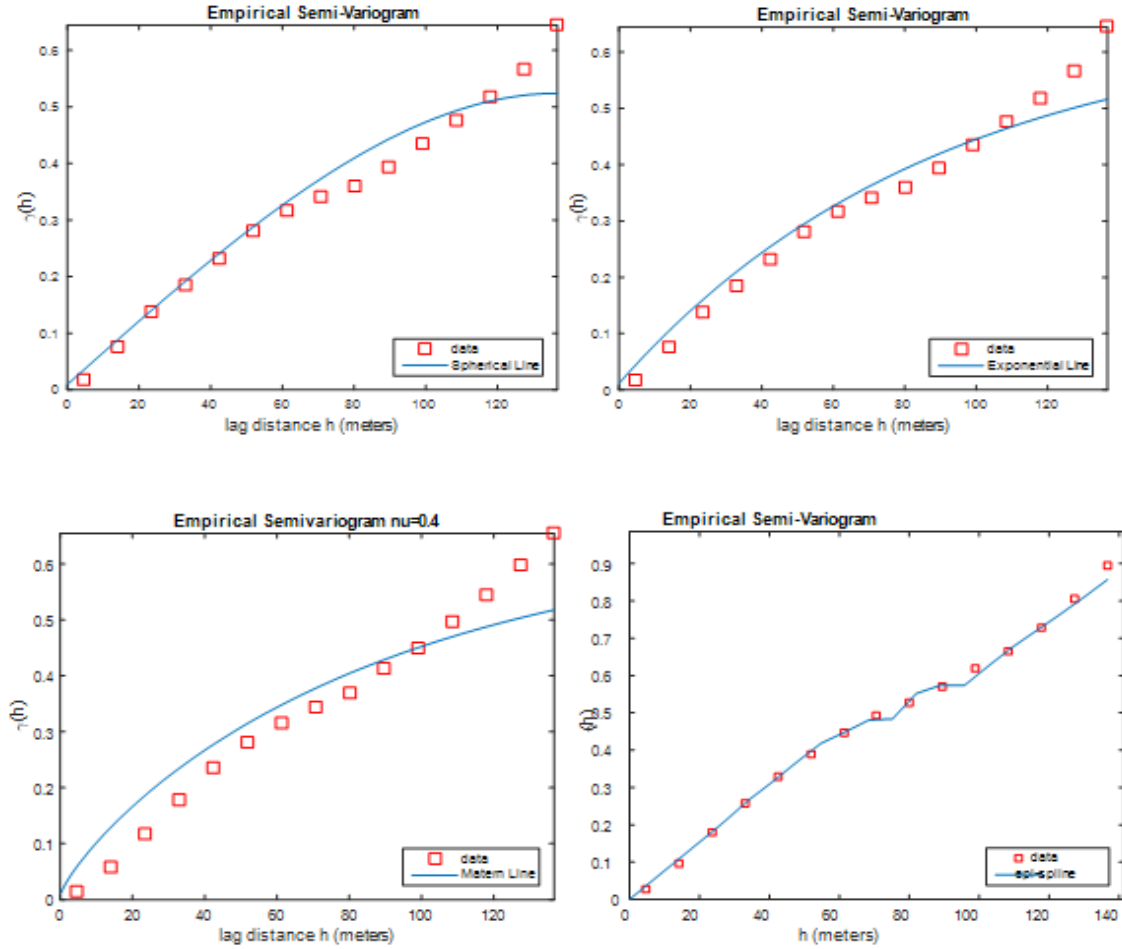 Empirical Semi-Variogram
γ(h)
0.6
0.5
0.4
0.3
0.2
0.1
0
0 20 40 60 80 100 120
lag distance h (meters)
data
Spherical Line
Empirical Semi-Variogram
γ(h)
0.6
0.5
0.4
0.3
0.2
0.1
0
0 20 40 60 80 100 120
lag distance h (meters)
data
Exponential Line
Empirical Semivariogram nu=0.4
γ(h)
0.6
0.5
0.4
0.3
0.2
0.1
0
0 20 40 60 80 100 120
lag distance h (meters)
data
Matern Line
Empirical Semi-Variogram
(h)
0.9
0.8
0.7
0.6
0.5
0.4
0.3
0.2
0.1
0
0 20 40 60 80 100 120 140
h (meters)
data
epi-spline